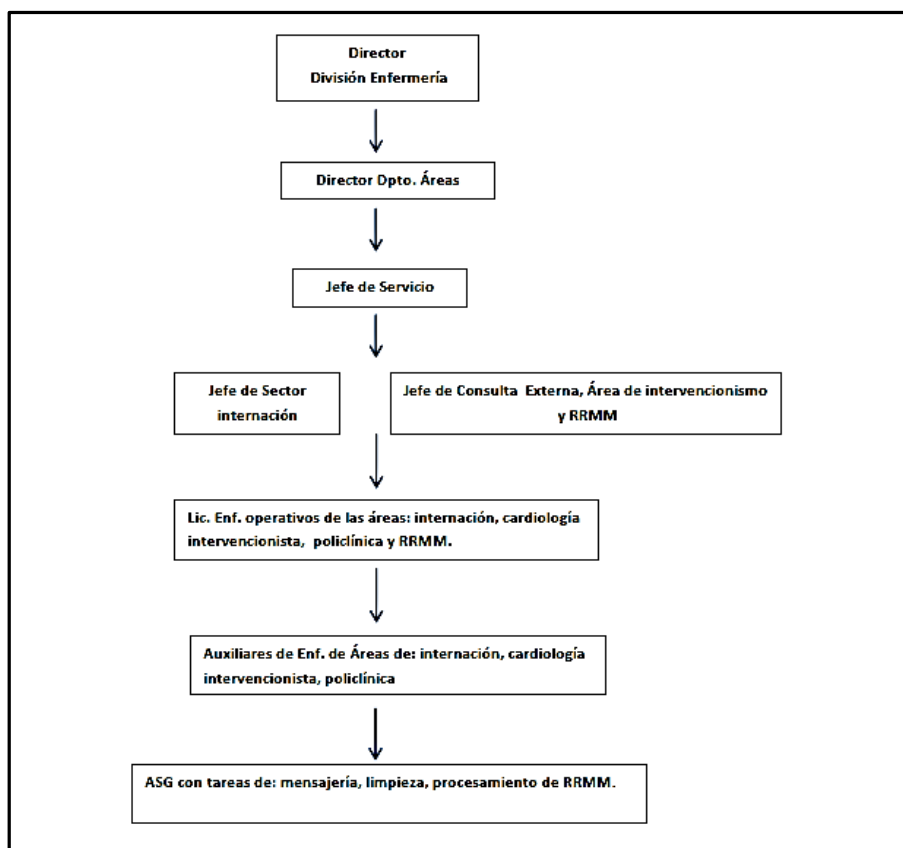 Director
División Enfermería
Director Dpto. Áreas
Jefe de Servicio
Jefe de Sector
internación
Jefe de Consulta Externa, Área de intervencionismo
y RRMM
Lic. Enf. operativos de las áreas: internación, cardiología
intervencionista, policlínica y RRMM.
Auxiliares de Enf. de Áreas de: internación, cardiología
intervencionista, policlínica
ASG con tareas de: mensajería, limpieza, procesamiento de RRMM.